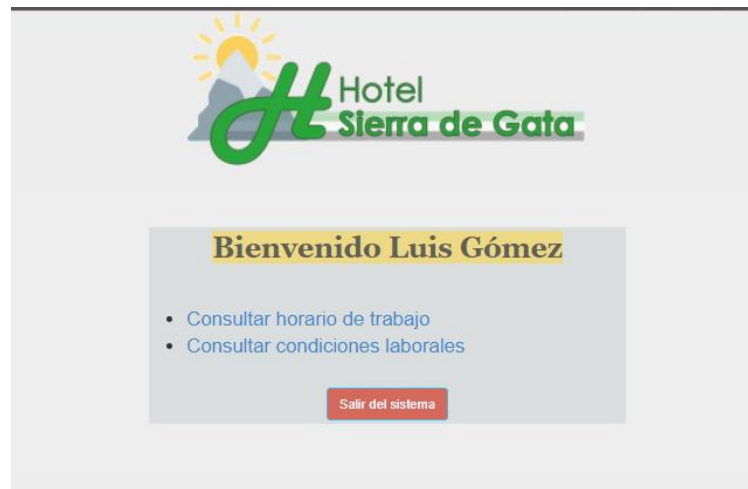 Hotel
Sierra de Gata
Bienvenido Luis Gómez
Consultar horario de trabajo
Consultar condiciones laborales
Salir del sistema